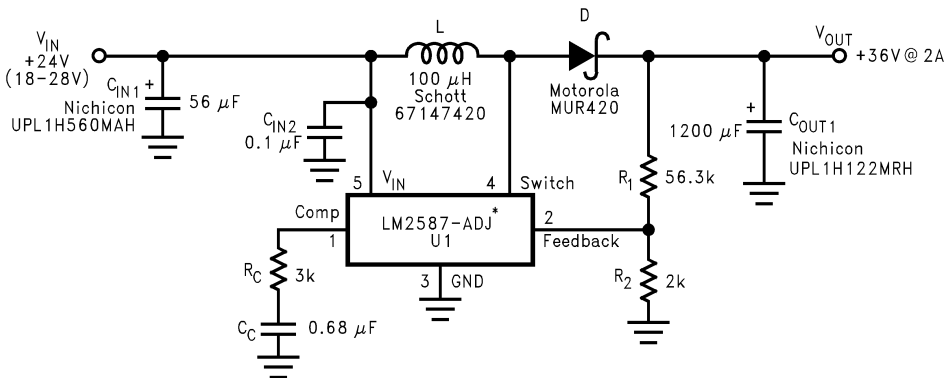 V_IN
+24V
(18-28V)
C_IN1 +
Nichicon
UPL1H560MAH
56 μF
C_IN2
0.1 μF
L
100 μH
Schott
67147420
D
Motorola
MUR420
V_OUT
+36V@ 2A
+
1200 μF
C_OUT1
Nichicon
UPL1H122MRH
R_1
56.3k
R_2
2k
5
V_IN
4
Switch
Comp
1
LM2587-ADJ*
U1
2
Feedback
3
GND
R_C
3k
C_C
0.68 μF